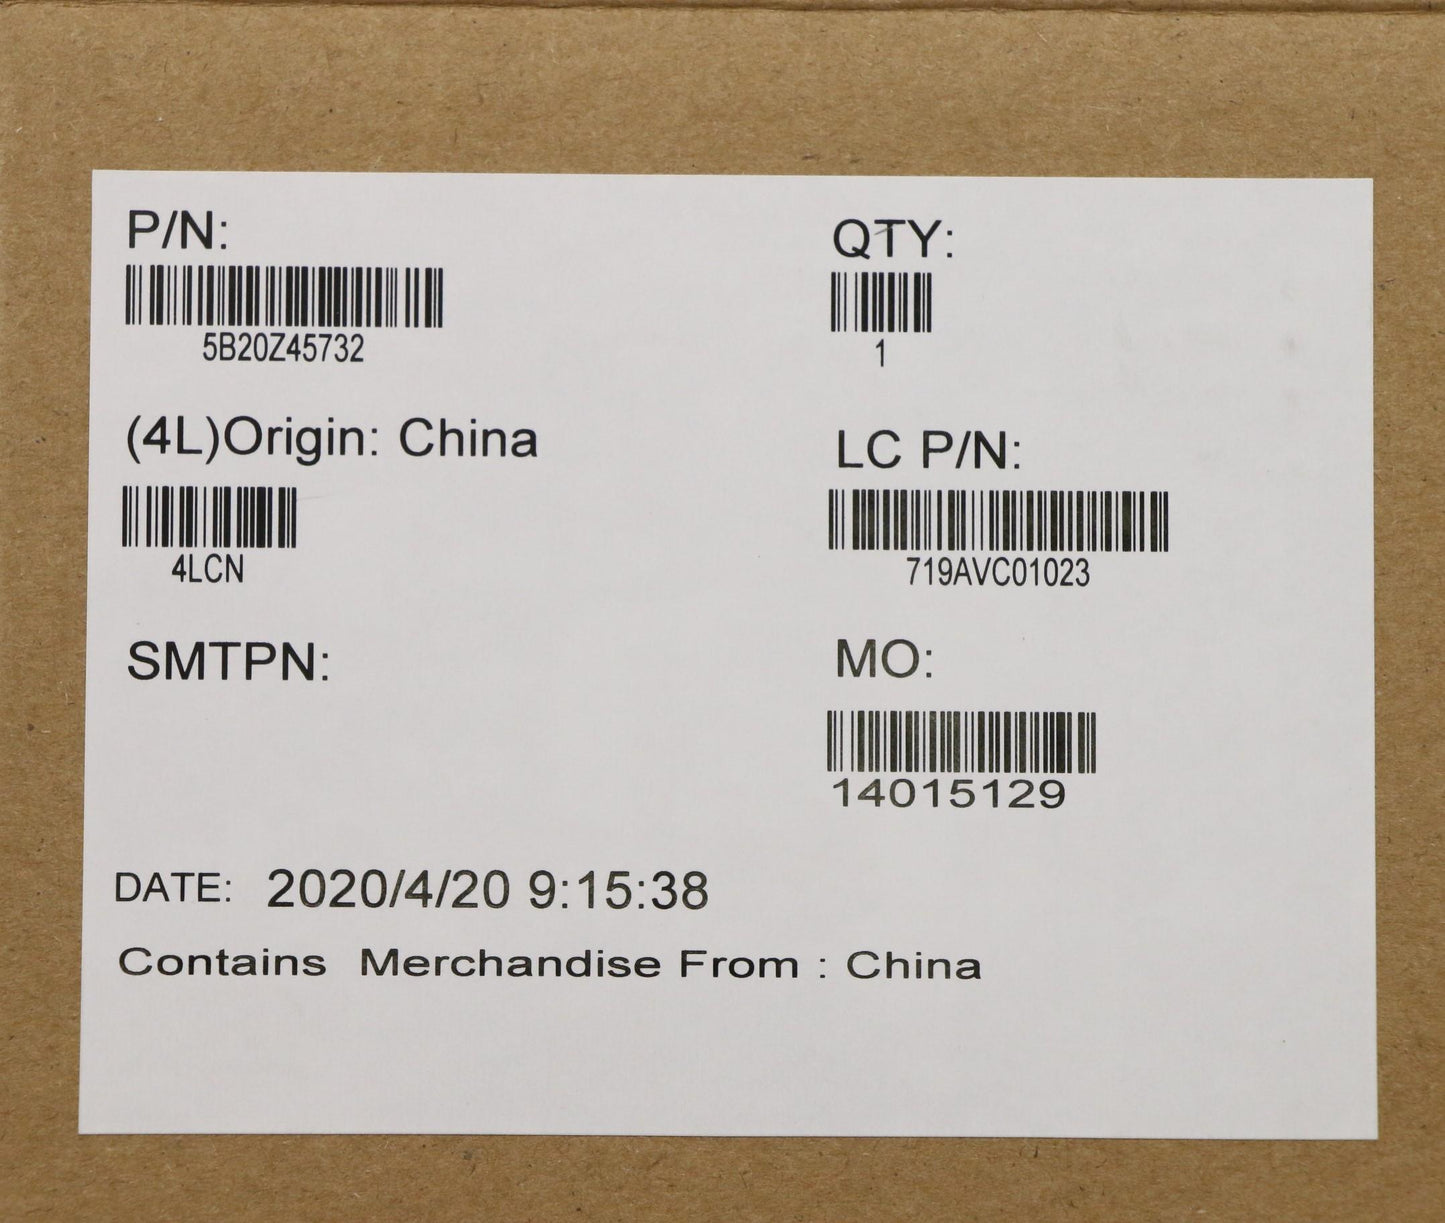 P/N:
5B20Z45732
QTY:
1
(4L)Origin: China
4LCN
LC P/N:
719AVC01023
SMTPN:
MO:
14015129
DATE: 2020/4/20 9:15:38
Contains Merchandise From : China